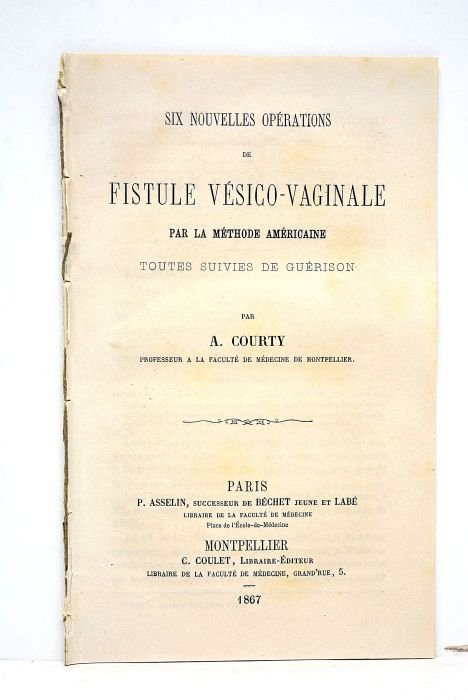 SIX NOUVELLES OPÉRATIONS
DE
FISTULE VÉSICO-VAGINALE
PAR LA MÉTHODE AMÉRICAINE
TOUTES SUIVIES DE GUÉRISON
PAR
A. COURTY
PROFESSEUR A LA FACULTÉ DE MÉDECINE DE MONTPELLIER.
PARIS
P. ASSELIN, SUCCESSEUR DE BÉCHET JEUNE ET LABÉ
LIBRAIRE DE LA FACULTÉ DE MÉDECINE
Place de l'École-de-Médecine
MONTPELLIER
C. COULET, LIBRAIRE-ÉDITEUR
LIBRAIRE DE LA FACULTÉ DE MÉDECINE, GRAND'RUE, 5.
1867